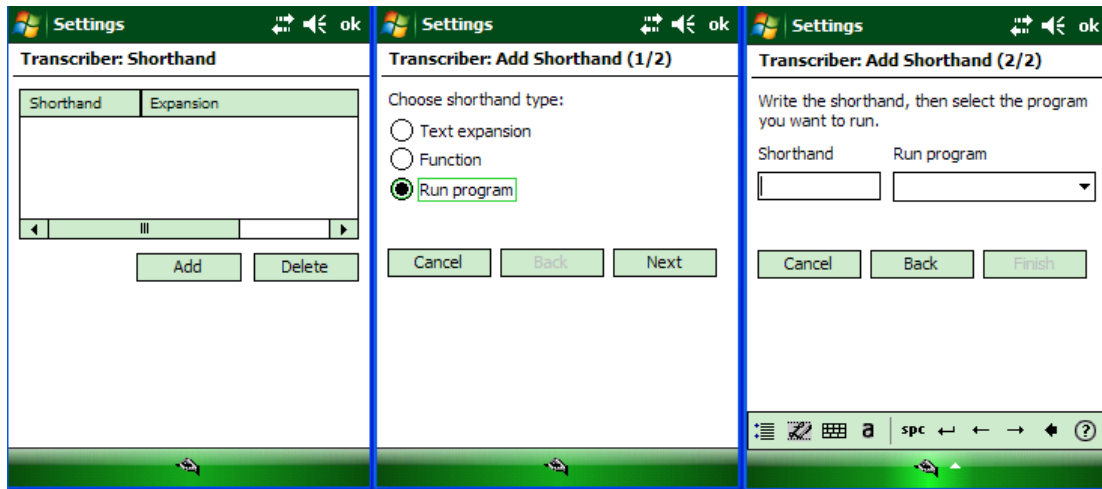 Settings ok
Transcriber: Shorthand
Shorthand Expansion
Add Delete
Settings ok
Transcriber: Add Shorthand (1/2)
Choose shorthand type:
Text expansion
Function
Run program
Cancel Back Next
Settings ok
Transcriber: Add Shorthand (2/2)
Write the shorthand, then select the program
you want to run.
Shorthand Run program
Cancel Back Finish
a spc ?